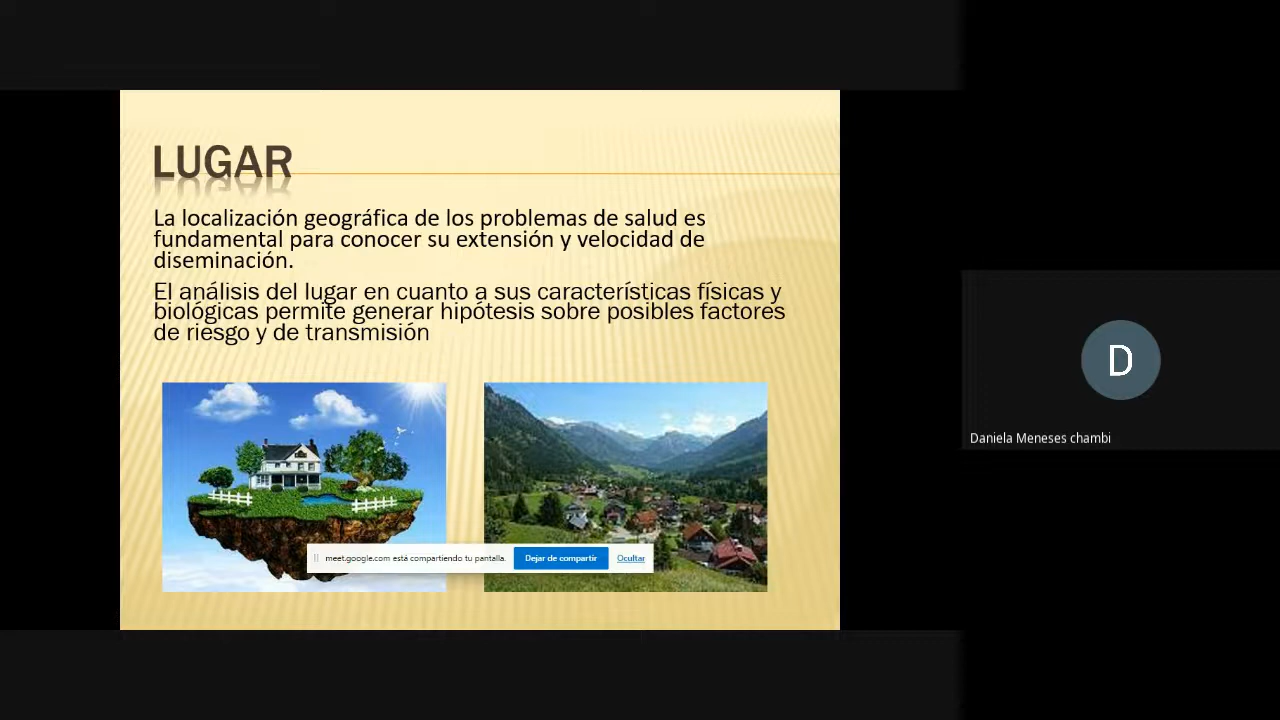 LUGAR
La localización geográfica de los problemas de salud es
fundamental para conocer su extensión y velocidad de
diseminación.
El análisis del lugar en cuanto a sus características físicas y
biológicas permite generar hipótesis sobre posibles factores
de riesgo y de transmisión
meet.google.com está compartiendo tu pantalla. Dejar de compartir Ocultar
D
Daniela Meneses chambi